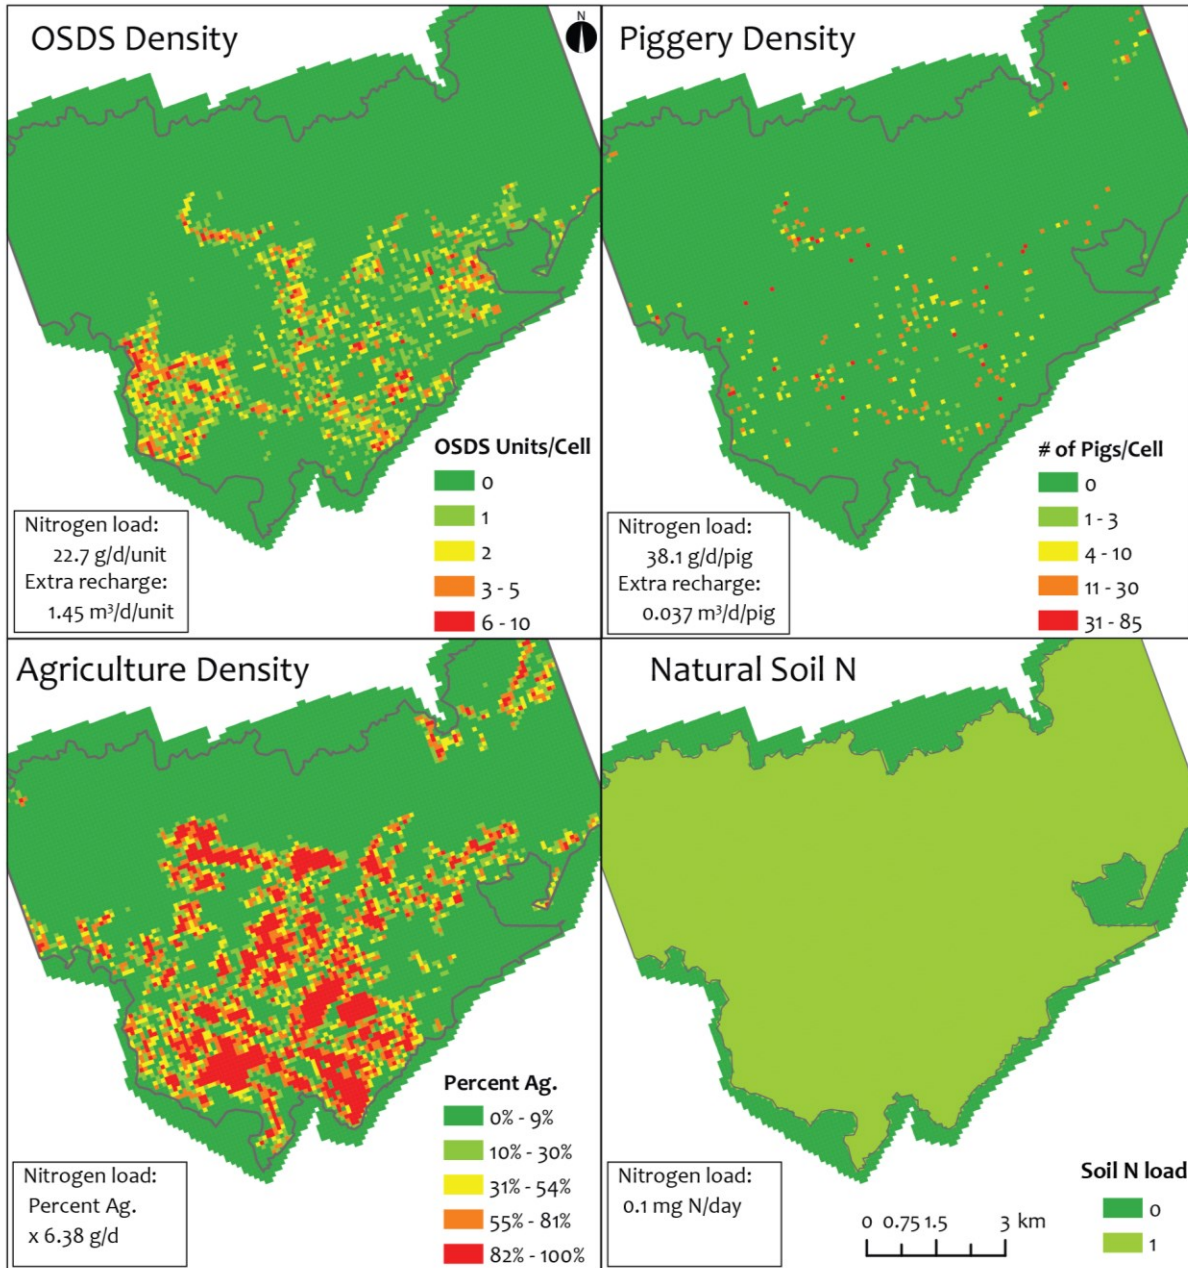 OSDS Density
N
OSDS Units/Cell
0
1
2
3 - 5
6 - 10
Nitrogen load:
22.7 g/d/unit
Extra recharge:
1.45 m³/d/unit
Piggery Density
# of Pigs/Cell
0
1 - 3
4 - 10
11 - 30
31 - 85
Nitrogen load:
38.1 g/d/pig
Extra recharge:
0.037 m³/d/pig
Agriculture Density
Percent Ag.
0% - 9%
10% - 30%
31% - 54%
55% - 81%
82% - 100%
Nitrogen load:
Percent Ag.
x 6.38 g/d
Natural Soil N
Nitrogen load:
0.1 mg N/day
0 0.75 1.5 3 km
Soil N load
0
1